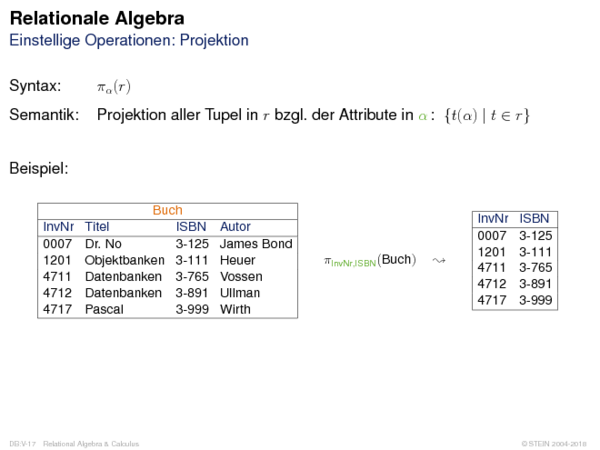 Relationale Algebra
Einstellige Operationen: Projektion
Syntax: π_α(r)
Semantik: Projektion aller Tupel in r bzgl. der Attribute in α : {t(α) | t ∈ r}
Beispiel:
Buch
InvNr Titel ISBN Autor
0007 Dr. No 3-125 James Bond
1201 Objektbanken 3-111 Heuer
4711 Datenbanken 3-765 Vossen
4712 Datenbanken 3-891 Ullman
4717 Pascal 3-999 Wirth
π_InvNr,ISBN(Buch) ⤳
InvNr ISBN
0007 3-125
1201 3-111
4711 3-765
4712 3-891
4717 3-999
DB:V-17 Relational Algebra & Calculus
© STEIN 2004-2018